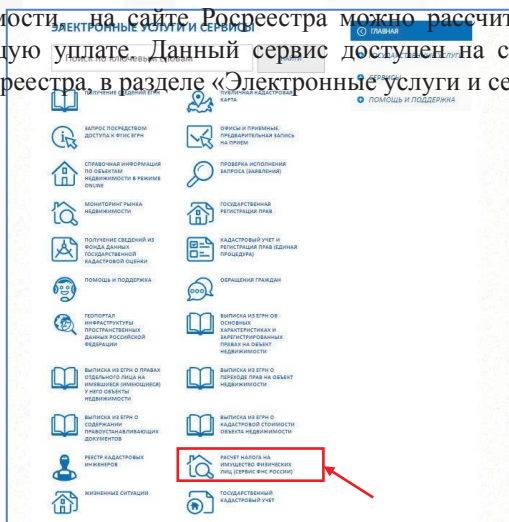 мости, на сайте Росреестра можно рассчит
ЭЛЕКТРОННЫЕ УСЛУГИ И СЕРВИСЫ
щую уплате. Данный сервис доступен на с
реестра в разделе «Электронные услуги и се
ГЛАВНАЯ
СЕРВИСЫ
ПОМОЩЬ И ПОДДЕРЖКА
ПОЛУЧЕНИЕ СВЕДЕНИЙ ЕГРН
ПУБЛИЧНАЯ КАДАСТРОВАЯ
КАРТА
ЗАПРОС ПОСРЕДСТВОМ
ДОСТУПА К ФГИС ЕГРН
ОФИСЫ И ПРИЕМНЫЕ.
ПРЕДВАРИТЕЛЬНАЯ ЗАПИСЬ
НА ПРИЕМ
СПРАВОЧНАЯ ИНФОРМАЦИЯ
ПО ОБЪЕКТАМ
НЕДВИЖИМОСТИ В РЕЖИМЕ
ONLINE
ПРОВЕРКА ИСПОЛНЕНИЯ
ЗАПРОСА (ЗАЯВЛЕНИЯ)
МОНИТОРИНГ РЫНКА
НЕДВИЖИМОСТИ
ГОСУДАРСТВЕННАЯ
РЕГИСТРАЦИЯ ПРАВ
ПОЛУЧЕНИЕ СВЕДЕНИЙ ИЗ
ФОНДА ДАННЫХ
ГОСУДАРСТВЕННОЙ
КАДАСТРОВОЙ ОЦЕНКИ
КАДАСТРОВЫЙ УЧЕТ И
РЕГИСТРАЦИЯ ПРАВ (ЕДИНАЯ
ПРОЦЕДУРА)
ПОМОЩЬ И ПОДДЕРЖКА
ОБРАЩЕНИЯ ГРАЖДАН
ГЕОПОРТАЛ
ИНФРАСТРУКТУРЫ
ПРОСТРАНСТВЕННЫХ
ДАННЫХ РОССИЙСКОЙ
ФЕДЕРАЦИИ
ВЫПИСКА ИЗ ЕГРН ОБ
ОСНОВНЫХ
ХАРАКТЕРИСТИКАХ И
ЗАРЕГИСТРИРОВАННЫХ
ПРАВАХ НА ОБЪЕКТ
НЕДВИЖИМОСТИ
ВЫПИСКА ИЗ ЕГРН О ПРАВАХ
ОТДЕЛЬНОГО ЛИЦА НА
ИМЕВШИЕСЯ (ИМЕЮЩИЕСЯ)
У НЕГО ОБЪЕКТЫ
НЕДВИЖИМОСТИ
ВЫПИСКА ИЗ ЕГРН О
ПЕРЕХОДЕ ПРАВ НА ОБЪЕКТ
НЕДВИЖИМОСТИ
ВЫПИСКА ИЗ ЕГРН О
СОДЕРЖАНИИ
ПРАВОУСТАНАВЛИВАЮЩИХ
ДОКУМЕНТОВ
ВЫПИСКА ИЗ ЕГРН О
КАДАСТРОВОЙ СТОИМОСТИ
ОБЪЕКТА НЕДВИЖИМОСТИ
РЕЕСТР КАДАСТРОВЫХ
ИНЖЕНЕРОВ
РАСЧЕТ НАЛОГА НА
ИМУЩЕСТВО ФИЗИЧЕСКИХ
ЛИЦ (СЕРВИС ФНС РОССИИ)
ЖИЗНЕННЫЕ СИТУАЦИИ
ГОСУДАРСТВЕННЫЙ
КАДАСТРОВЫЙ УЧЕТ